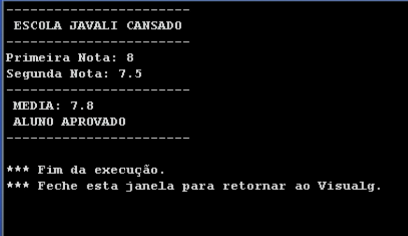 -----------------------
ESCOLA JAVALI CANSADO
-----------------------
Primeira Nota: 8
Segunda Nota: 7.5
-----------------------
MEDIA: 7.8
ALUNO APROVADO
-----------------------
*** Fim da execução.
*** Feche esta janela para retornar ao Visualg.